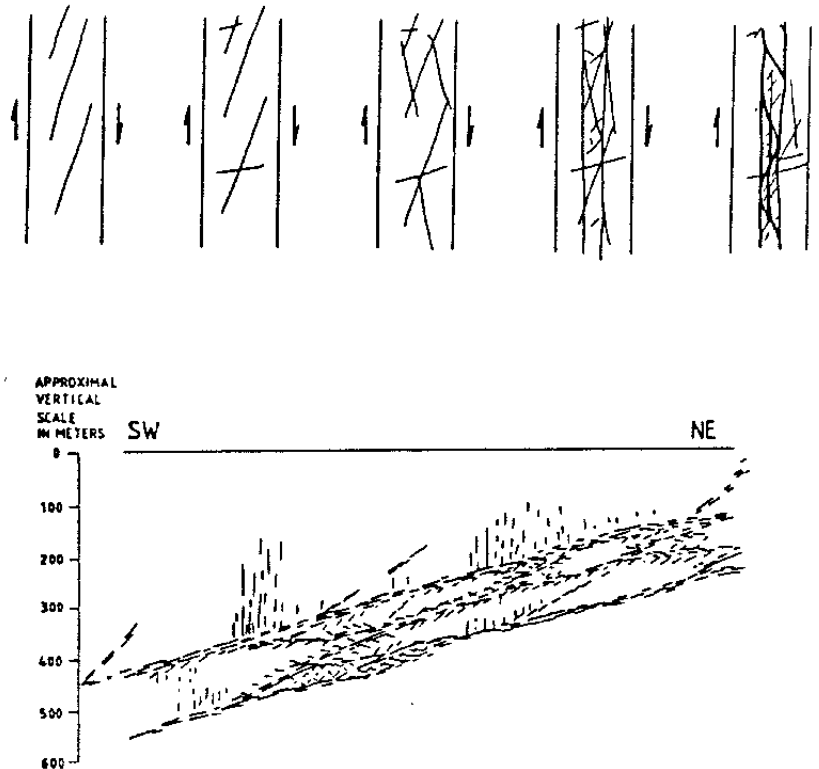 APPROXIMAL
VERTICAL
SCALE
IN METERS
SW
NE
0
100
200
300
400
500
600